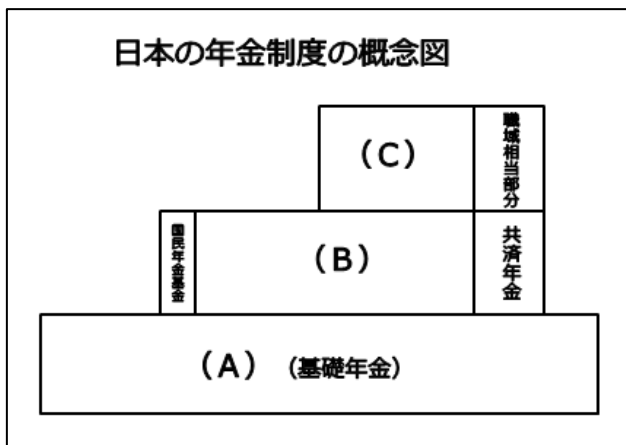 日本の年金制度の概念図
（C）
職域相当部分
国民年金基金
（B）
共済年金
（A）（基礎年金）